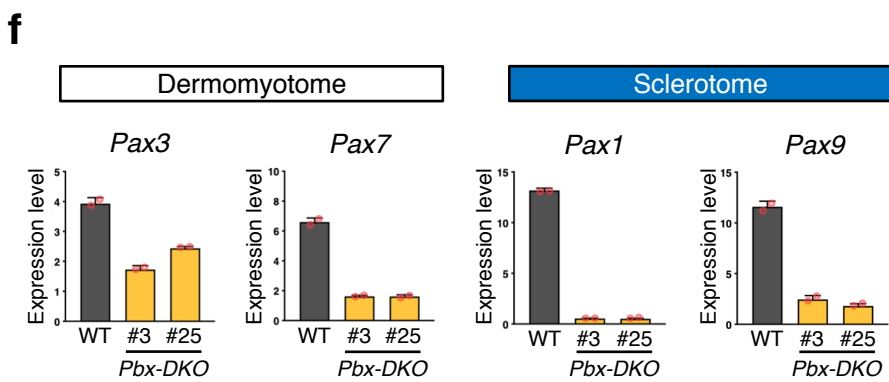 f
Dermomyotome
Sclerotome
Pax3
Pax7
Pax1
Pax9
Expression level
5
4
3
2
1
0
WT
#3
#25
Pbx-DKO
Expression level
10
8
6
4
2
0
WT
#3
#25
Pbx-DKO
Expression level
15
10
5
0
WT
#3
#25
Pbx-DKO
Expression level
15
10
5
0
WT
#3
#25
Pbx-DKO